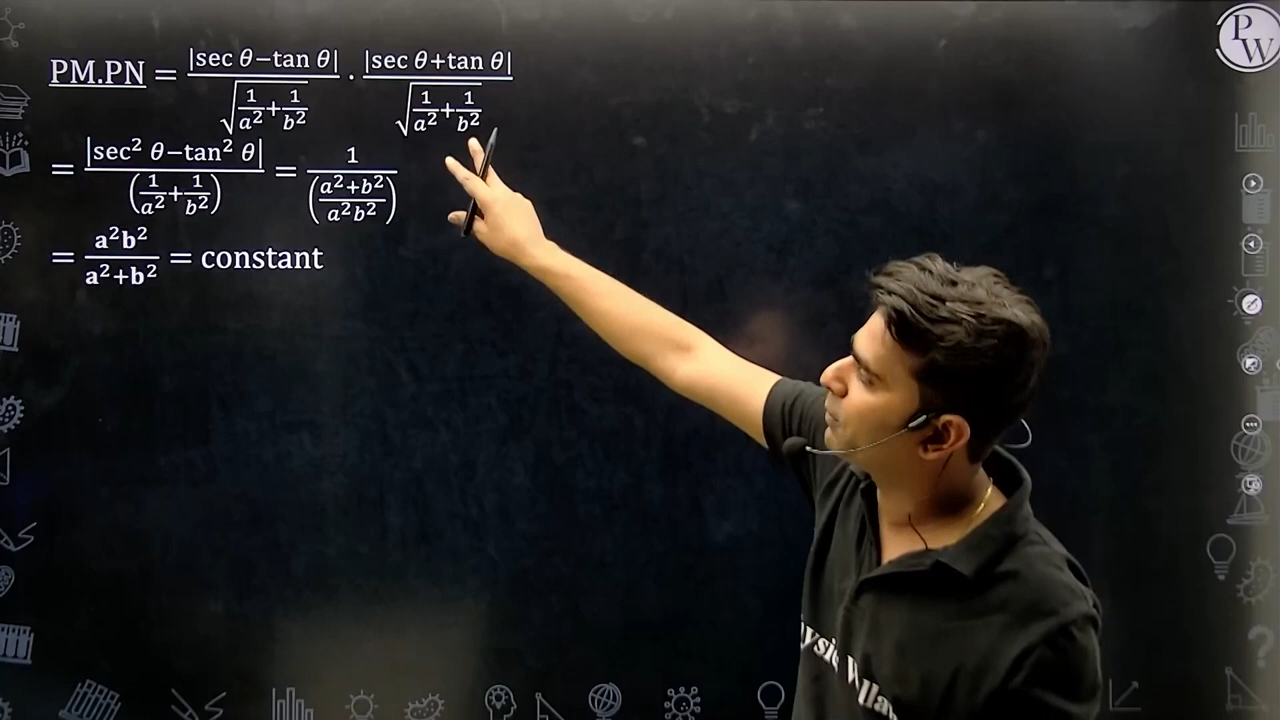 PM.PN = |sec θ−tan θ| / √(1/a² + 1/b²) · |sec θ+tan θ| / √(1/a² + 1/b²)
= |sec² θ−tan² θ| / (1/a² + 1/b²) = 1 / ((a²+b²)/(a²b²))
= a²b² / (a²+b²) = constant
P
W